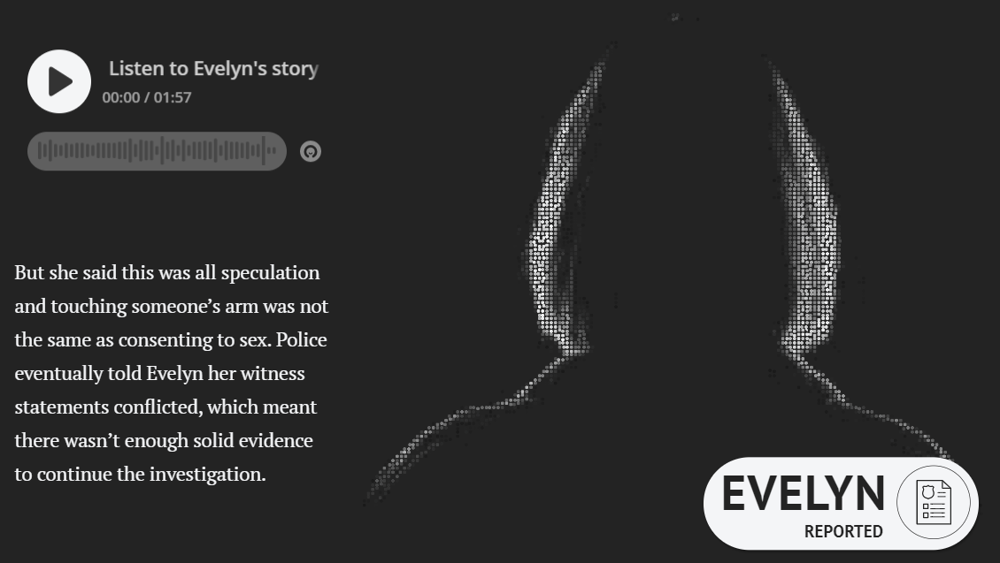 Listen to Evelyn's story
00:00 / 01:57
But she said this was all speculation
and touching someone’s arm was not
the same as consenting to sex. Police
eventually told Evelyn her witness
statements conflicted, which meant
there wasn’t enough solid evidence
to continue the investigation.
EVELYN
REPORTED